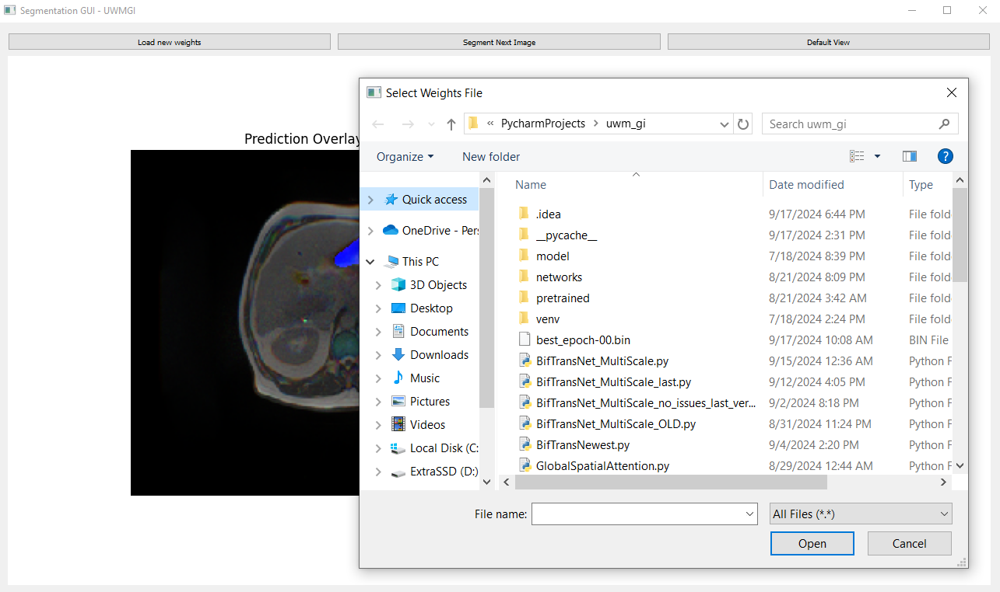 Segmentation GUI - UWMGI
Load new weights Segment Next Image Default View
Prediction Overlay
Select Weights File
« PycharmProjects > uwm_gi Search uwm_gi
Organize New folder ?
Name Date modified Type
Quick access
OneDrive - Pers
This PC
3D Objects
Desktop
Documents
Downloads
Music
Pictures
Videos
Local Disk (C:
ExtraSSD (D:)
.idea 9/17/2024 6:44 PM File fold
__pycache__ 9/17/2024 2:31 PM File fold
model 7/18/2024 8:39 PM File fold
networks 8/21/2024 8:09 PM File fold
pretrained 8/21/2024 3:42 AM File fold
venv 7/18/2024 2:24 PM File fold
best_epoch-00.bin 9/17/2024 10:08 AM BIN File
BifTransNet_MultiScale.py 9/15/2024 12:36 AM Python F
BifTransNet_MultiScale_last.py 9/12/2024 4:05 PM Python F
BifTransNet_MultiScale_no_issues_last_ver... 9/2/2024 8:18 PM Python F
BifTransNet_MultiScale_OLD.py 8/31/2024 11:24 PM Python F
BifTransNewest.py 9/4/2024 2:20 PM Python F
GlobalSpatialAttention.py 8/29/2024 12:44 AM Python F
File name: All Files (*.*)
Open Cancel